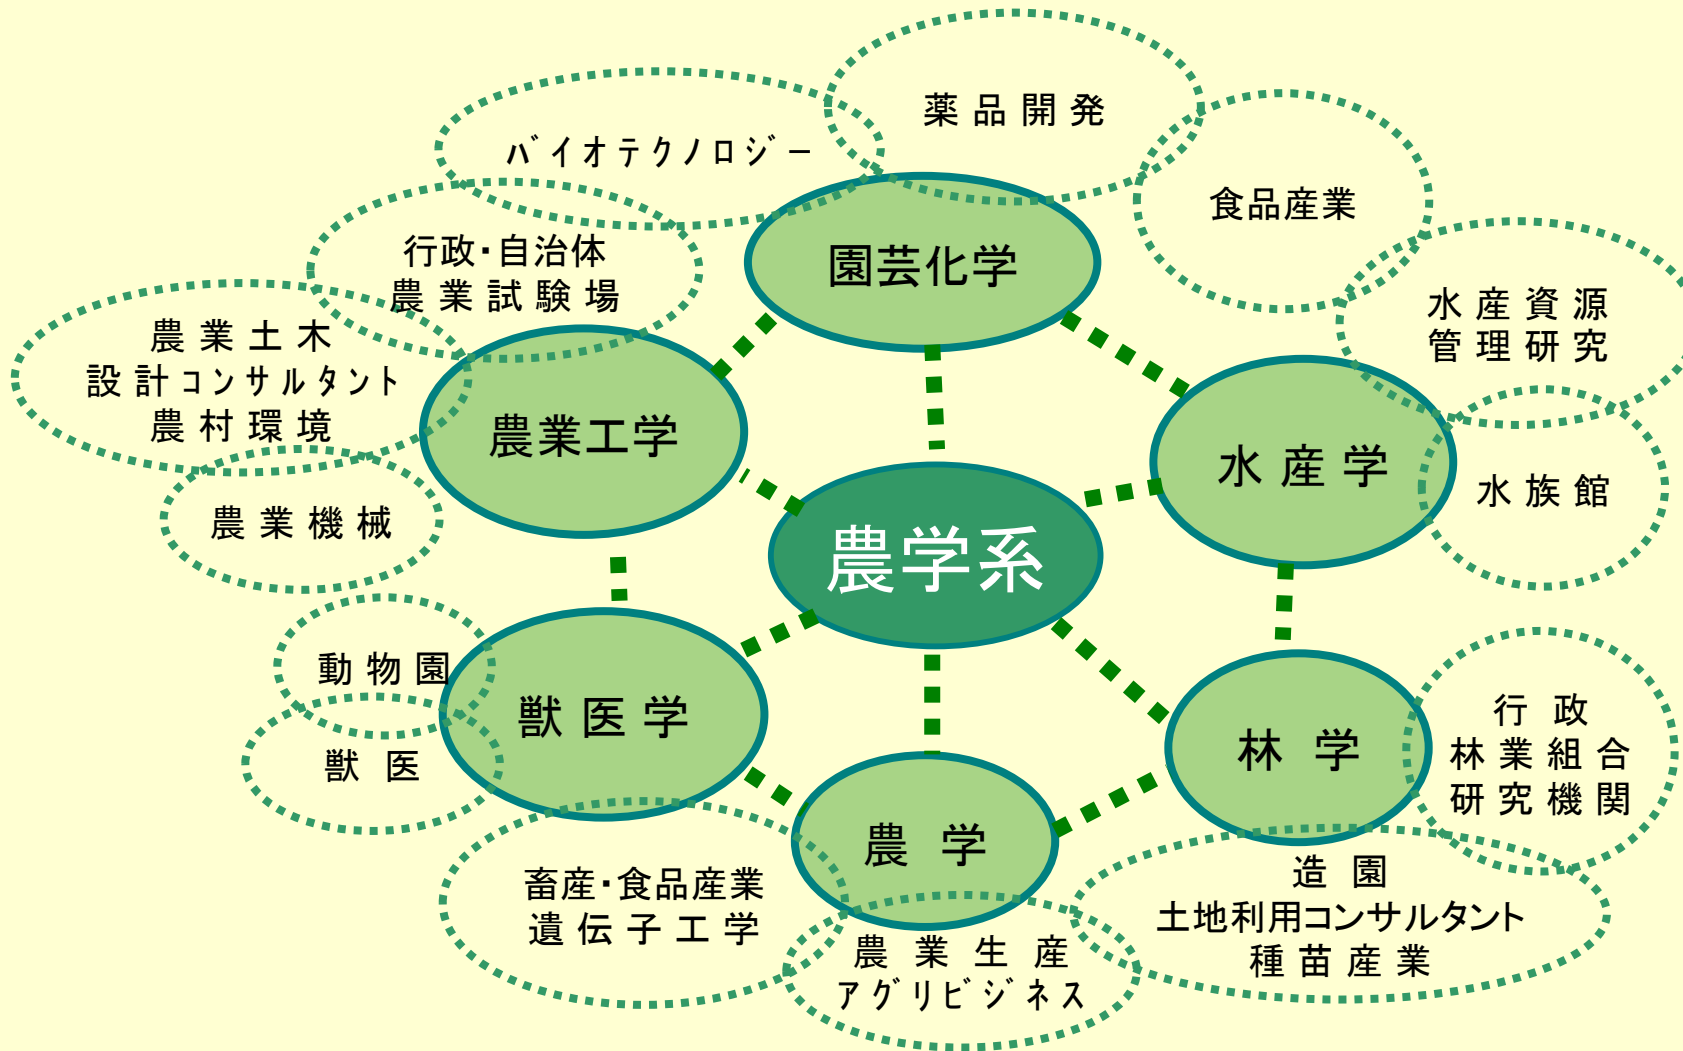 薬品開発
バイオテクノロジー
食品産業
行政・自治体
農業試験場
園芸化学
水産資源
管理研究
農業土木
設計コンサルタント
農村環境
農業工学
水産学
水族館
農業機械
農学系
動物園
獣医学
獣医
林学
行政
林業組合
研究機関
農学
畜産・食品産業
遺伝子工学
造園
土地利用コンサルタント
種苗産業
農業生産
アグリビジネス